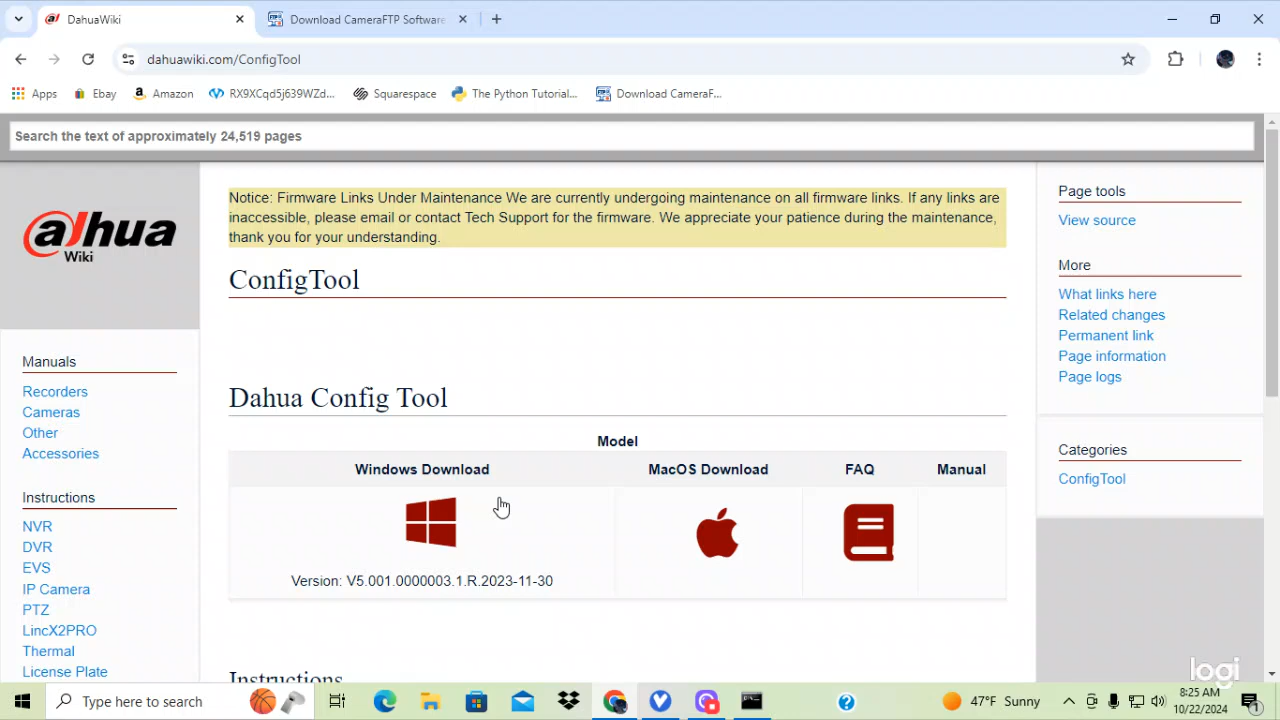 DahuaWiki
Download CameraFTP Software
dahuawiki.com/ConfigTool
Apps
Ebay
Amazon
RX9XCqd5j639WZd...
Squarespace
The Python Tutorial...
Download CameraF...
Search the text of approximately 24,519 pages
alhua
Wiki
Manuals
Recorders
Cameras
Other
Accessories
Instructions
NVR
DVR
EVS
IP Camera
PTZ
LincX2PRO
Thermal
License Plate
Notice: Firmware Links Under Maintenance We are currently undergoing maintenance on all firmware links. If any links are
inaccessible, please email or contact Tech Support for the firmware. We appreciate your patience during the maintenance,
thank you for your understanding.
ConfigTool
Dahua Config Tool
Model
Windows Download MacOS Download FAQ Manual
Version: V5.001.0000003.1.R.2023-11-30
Instructions
Page tools
View source
More
What links here
Related changes
Permanent link
Page information
Page logs
Categories
ConfigTool
logi
Type here to search
47°F Sunny
8:25 AM
10/22/2024
1